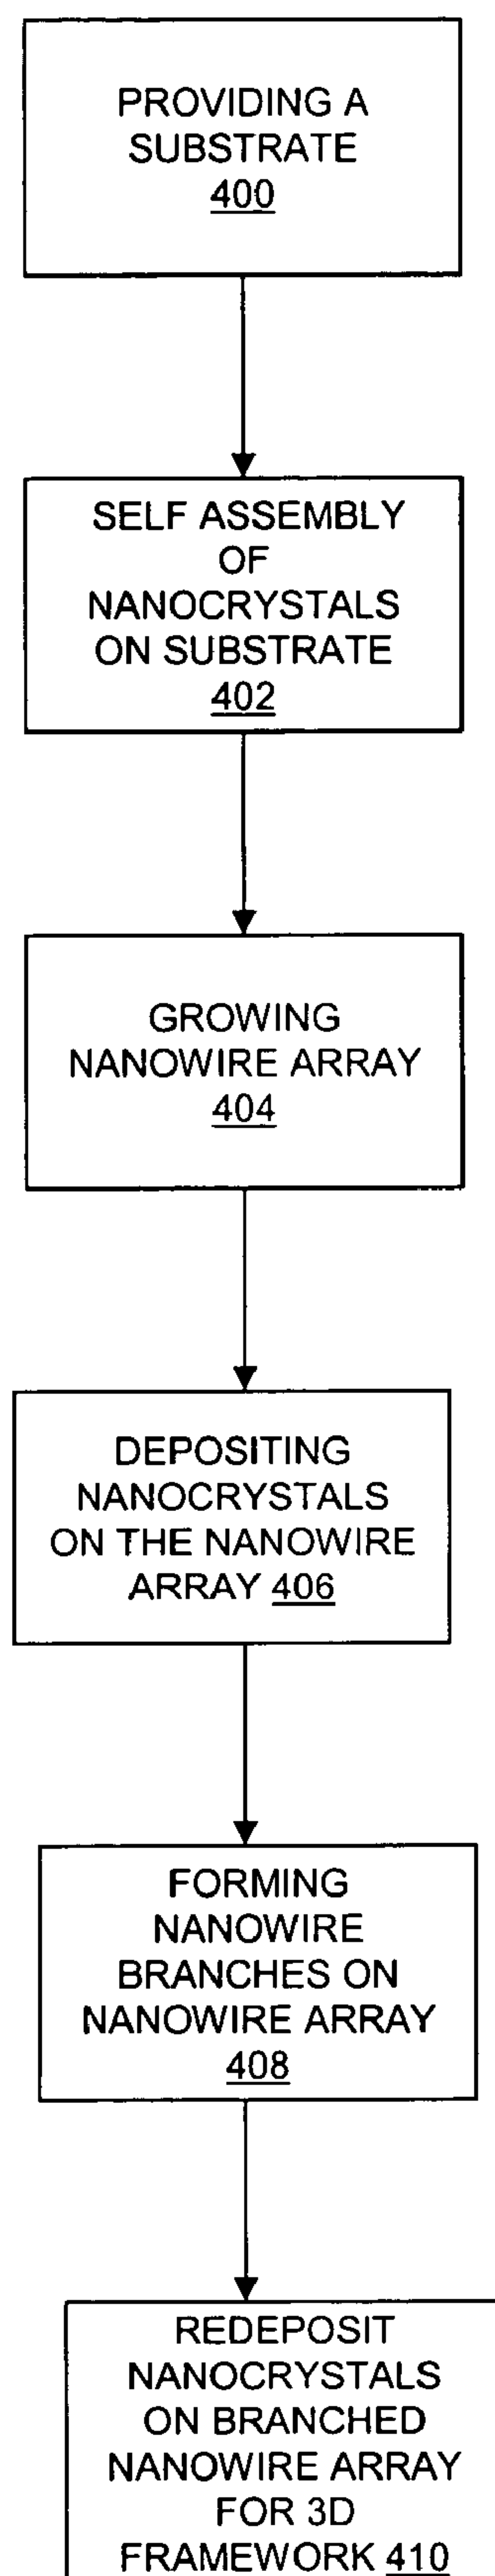 PROVIDING A
SUBSTRATE
400
SELF ASSEMBLY
OF
NANOCRYSTALS
ON SUBSTRATE
402
GROWING
NANOWIRE ARRAY
404
DEPOSITING
NANOCRYSTALS
ON THE NANOWIRE
ARRAY 406
FORMING
NANOWIRE
BRANCHES ON
NANOWIRE ARRAY
408
REDEPOSIT
NANOCRYSTALS
ON BRANCHED
NANOWIRE ARRAY
FOR 3D
FRAMEWORK 410